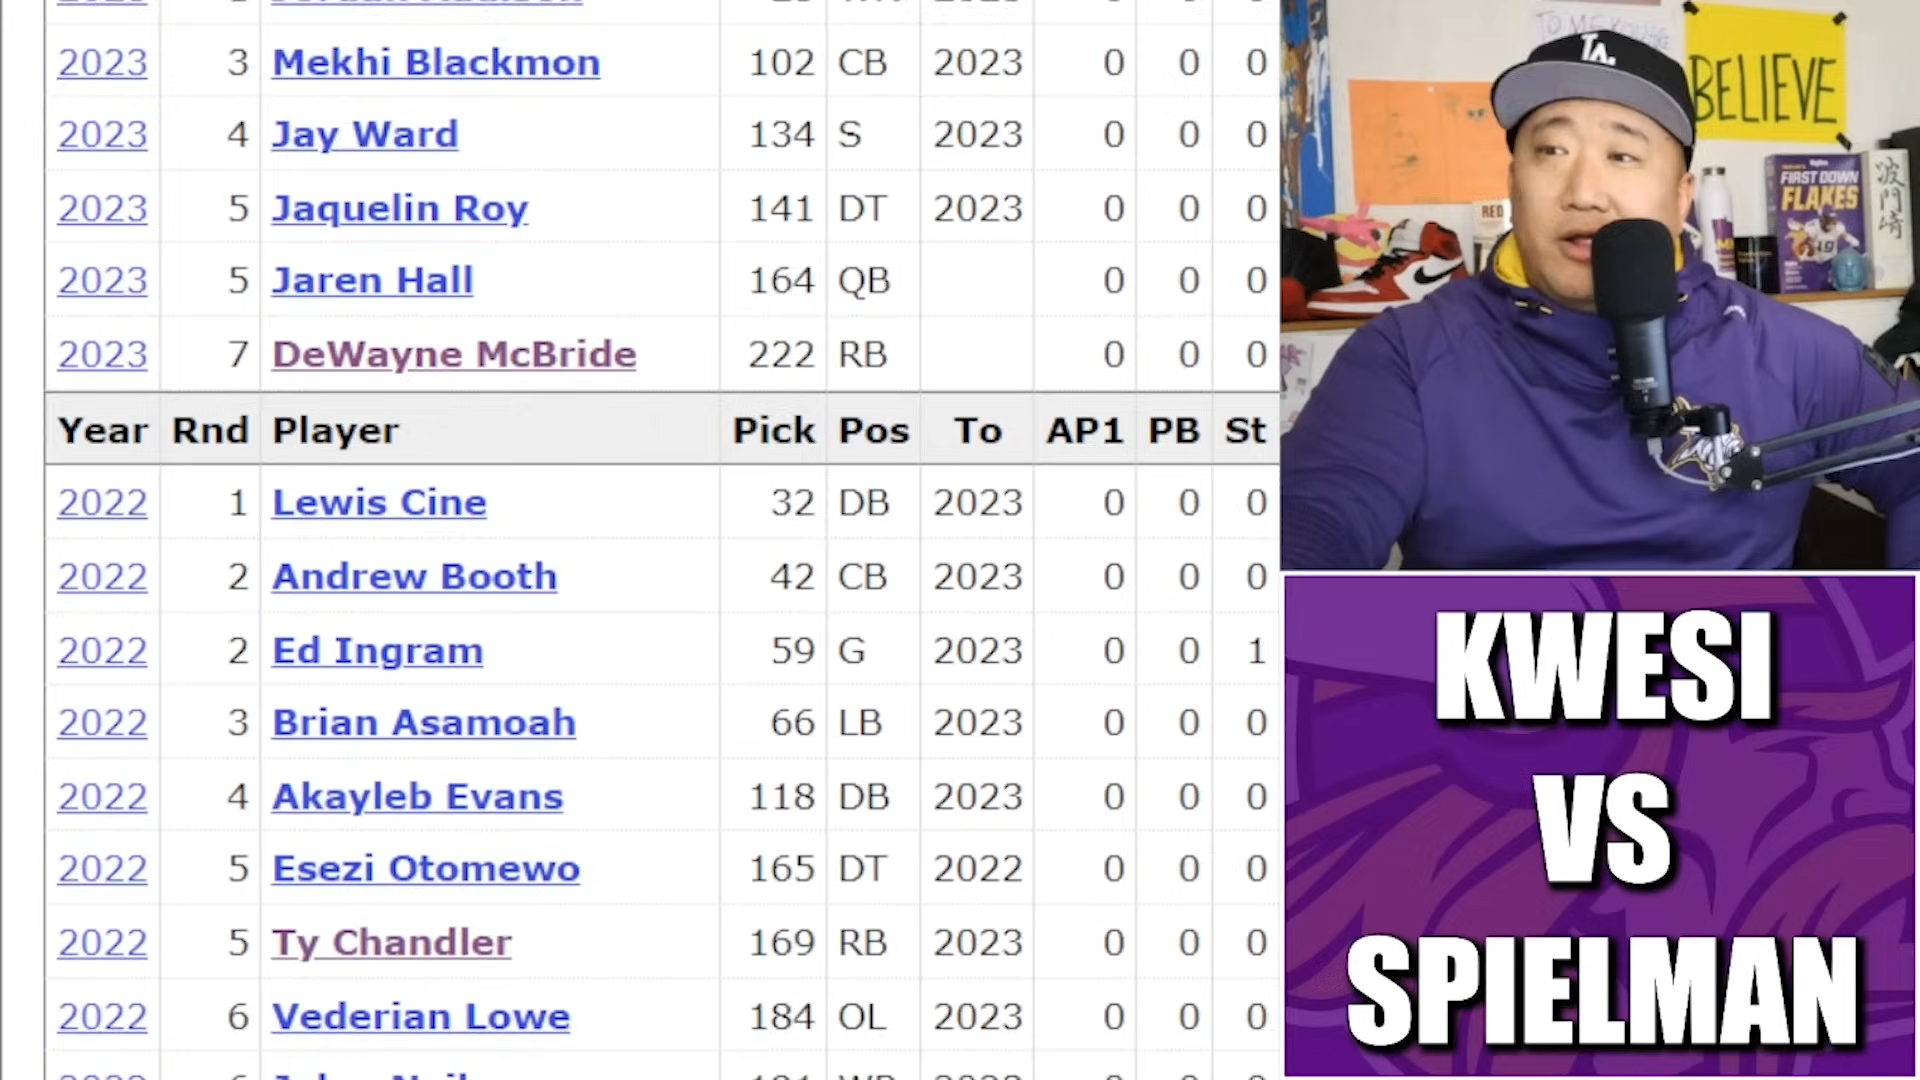 2023 3 Mekhi Blackmon 102 CB 2023 0 0 0
2023 4 Jay Ward 134 S 2023 0 0 0
2023 5 Jaquelin Roy 141 DT 2023 0 0 0
2023 5 Jaren Hall 164 QB 0 0 0
2023 7 DeWayne McBride 222 RB 0 0 0
Year Rnd Player Pick Pos To AP1 PB St
2022 1 Lewis Cine 32 DB 2023 0 0 0
2022 2 Andrew Booth 42 CB 2023 0 0 0
2022 2 Ed Ingram 59 G 2023 0 0 1
2022 3 Brian Asamoah 66 LB 2023 0 0 0
2022 4 Akayleb Evans 118 DB 2023 0 0 0
2022 5 Esezi Otomewo 165 DT 2022 0 0 0
2022 5 Ty Chandler 169 RB 2023 0 0 0
2022 6 Vederian Lowe 184 OL 2023 0 0 0
LA
BELIEVE
FIRST DOWN
FLAKES
19
RED
波門崎
KWESI
VS
SPIELMAN